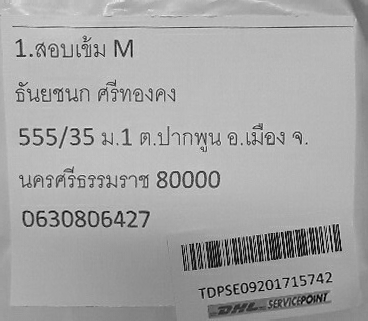 1.สอบเข้ม M
ธันยชนก ศรีทองคง
555/35 ม.1 ต.ปากพูน อ.เมือง จ.
นครศรีธรรมราช 80000
0630806427
TDPSE09201715742
DHL SERVICEPOINT